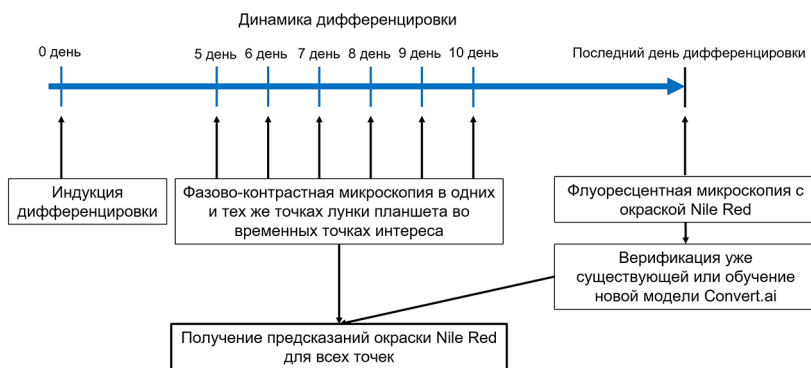 Динамика дифференцировки
0 день
5 день
6 день
7 день
8 день
9 день
10 день
Последний день дифференцировки
Индукция
дифференцировки
Фазово-контрастная микроскопия в одних
и тех же точках лунки планшета во
временных точках интереса
Флуоресцентная микроскопия с
окраской Nile Red
Верификация уже
существующей или обучение
новой модели Convert.ai
Получение предсказаний окраски Nile Red
для всех точек